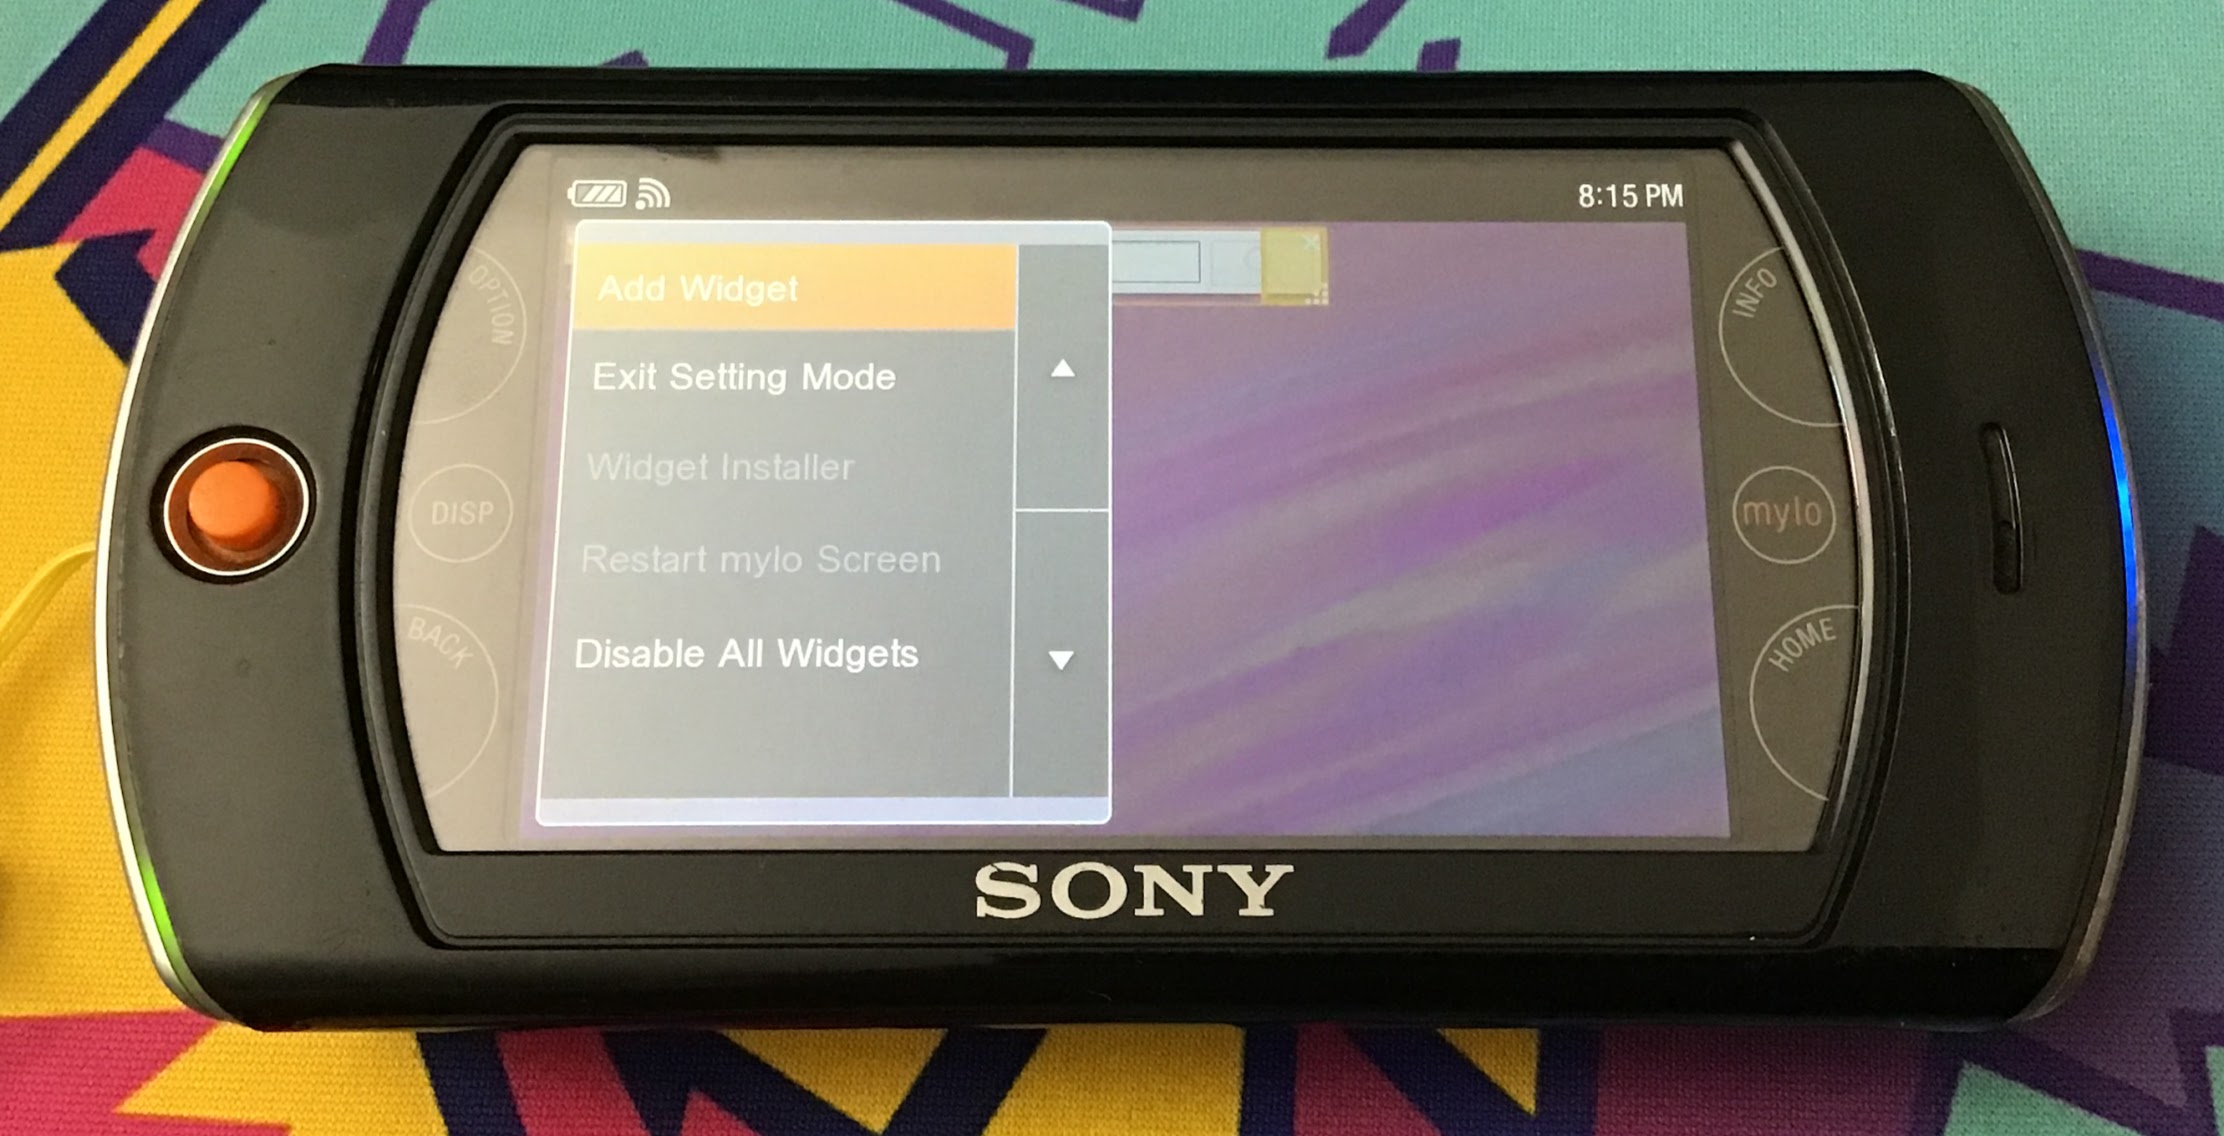 8:15 PM
OPTION
DISP
BACK
Add Widget
Exit Setting Mode
Widget Installer
Restart mylo Screen
Disable All Widgets
INFO
mylo
HOME
SONY